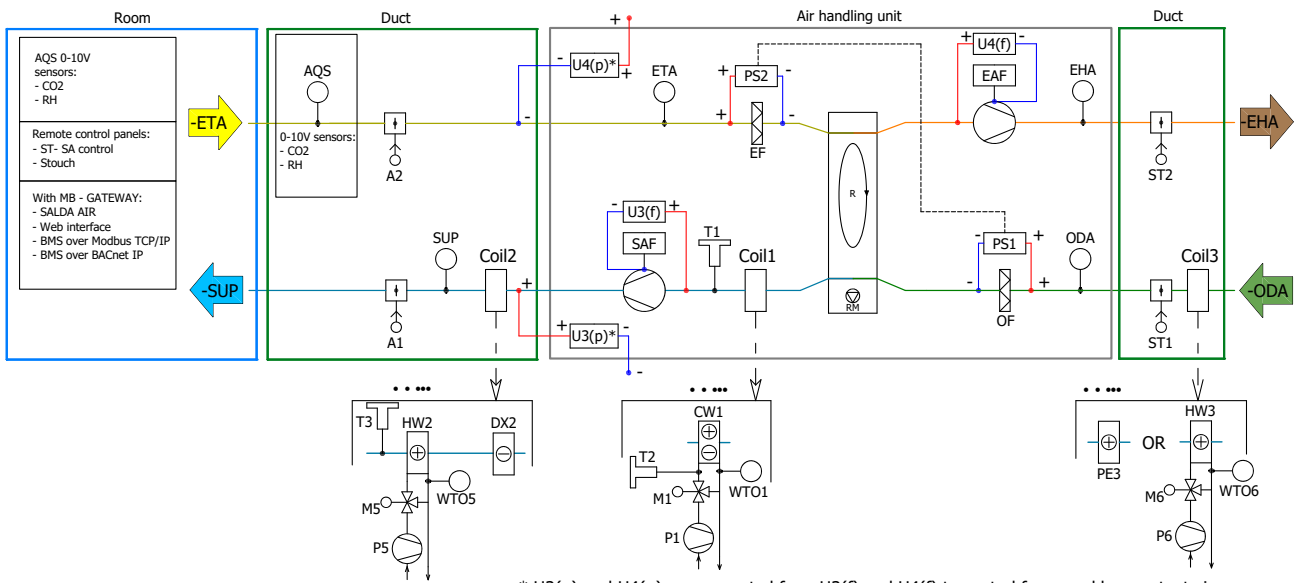 Room
Duct
Air handling unit
Duct
AQS 0-10V
sensors:
- CO2
- RH
Remote control panels:
- ST- SA control
- Stouch
With MB - GATEWAY:
- SALDA AIR
- Web interface
- BMS over Modbus TCP/IP
- BMS over BACnet IP
-ETA
-SUP
AQS
0-10V sensors:
- CO2
- RH
A2
SUP
Coil2
A1
+
-
U4(p)*
+
-
ETA
+
PS2
-
+
EF
+
U4(f)
-
EAF
EHA
ST2
-EHA
R
RM
-
U3(f)
+
SAF
T1
Coil1
+
U3(p)*
-
-
-
PS1
+
OF
ODA
ST1
Coil3
-ODA
T3
HW2
DX2
M5
WTO5
P5
CW1
T2
M1
WTO1
P1
PE3
OR
HW3
M6
WTO6
P6